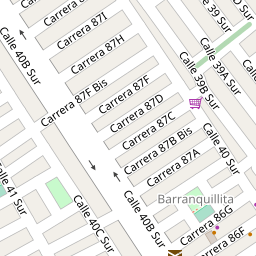 Carrera 87J
Carrera 87I
Carrera 87H
Calle 39 Sur
Calle 39A Sur
Calle 40B Sur
Calle 39B Sur
Carrera 87F Bis
Carrera 87F
Carrera 87D
Carrera 87C
Carrera 87B Bis
Carrera 87A
Calle 40 Sur
Barranquillita
Calle 41 Sur
Calle 40C Sur
Calle 40B Sur
Carrera 86G
Carrera 86F